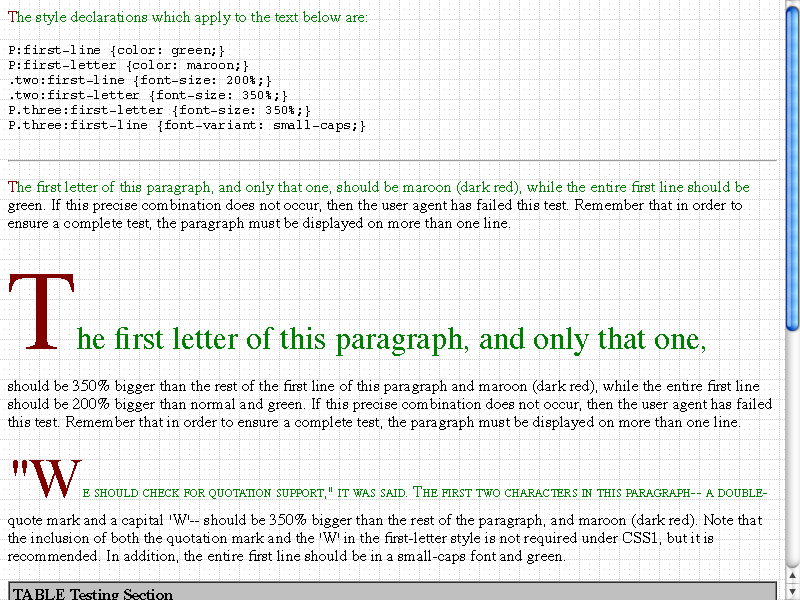 The style declarations which apply to the text below are:
P:first-line {color: green;}
P:first-letter {color: maroon;}
.two:first-line {font-size: 200%;}
.two:first-letter {font-size: 350%;}
P.three:first-letter {font-size: 350%;}
P.three:first-line {font-variant: small-caps;}
The first letter of this paragraph, and only that one, should be maroon (dark red), while the entire first line should be
green. If this precise combination does not occur, then the user agent has failed this test. Remember that in order to
ensure a complete test, the paragraph must be displayed on more than one line.
The first letter of this paragraph, and only that one,
should be 350% bigger than the rest of the first line of this paragraph and maroon (dark red), while the entire first line
should be 200% bigger than normal and green. If this precise combination does not occur, then the user agent has failed
this test. Remember that in order to ensure a complete test, the paragraph must be displayed on more than one line.
"We should check for quotation support," it was said. The first two characters in this paragraph-- a double-
quote mark and a capital 'W'-- should be 350% bigger than the rest of the paragraph, and maroon (dark red). Note that
the inclusion of both the quotation mark and the 'W' in the first-letter style is not required under CSS1, but it is
recommended. In addition, the entire first line should be in a small-caps font and green.
TABLE Testing Section